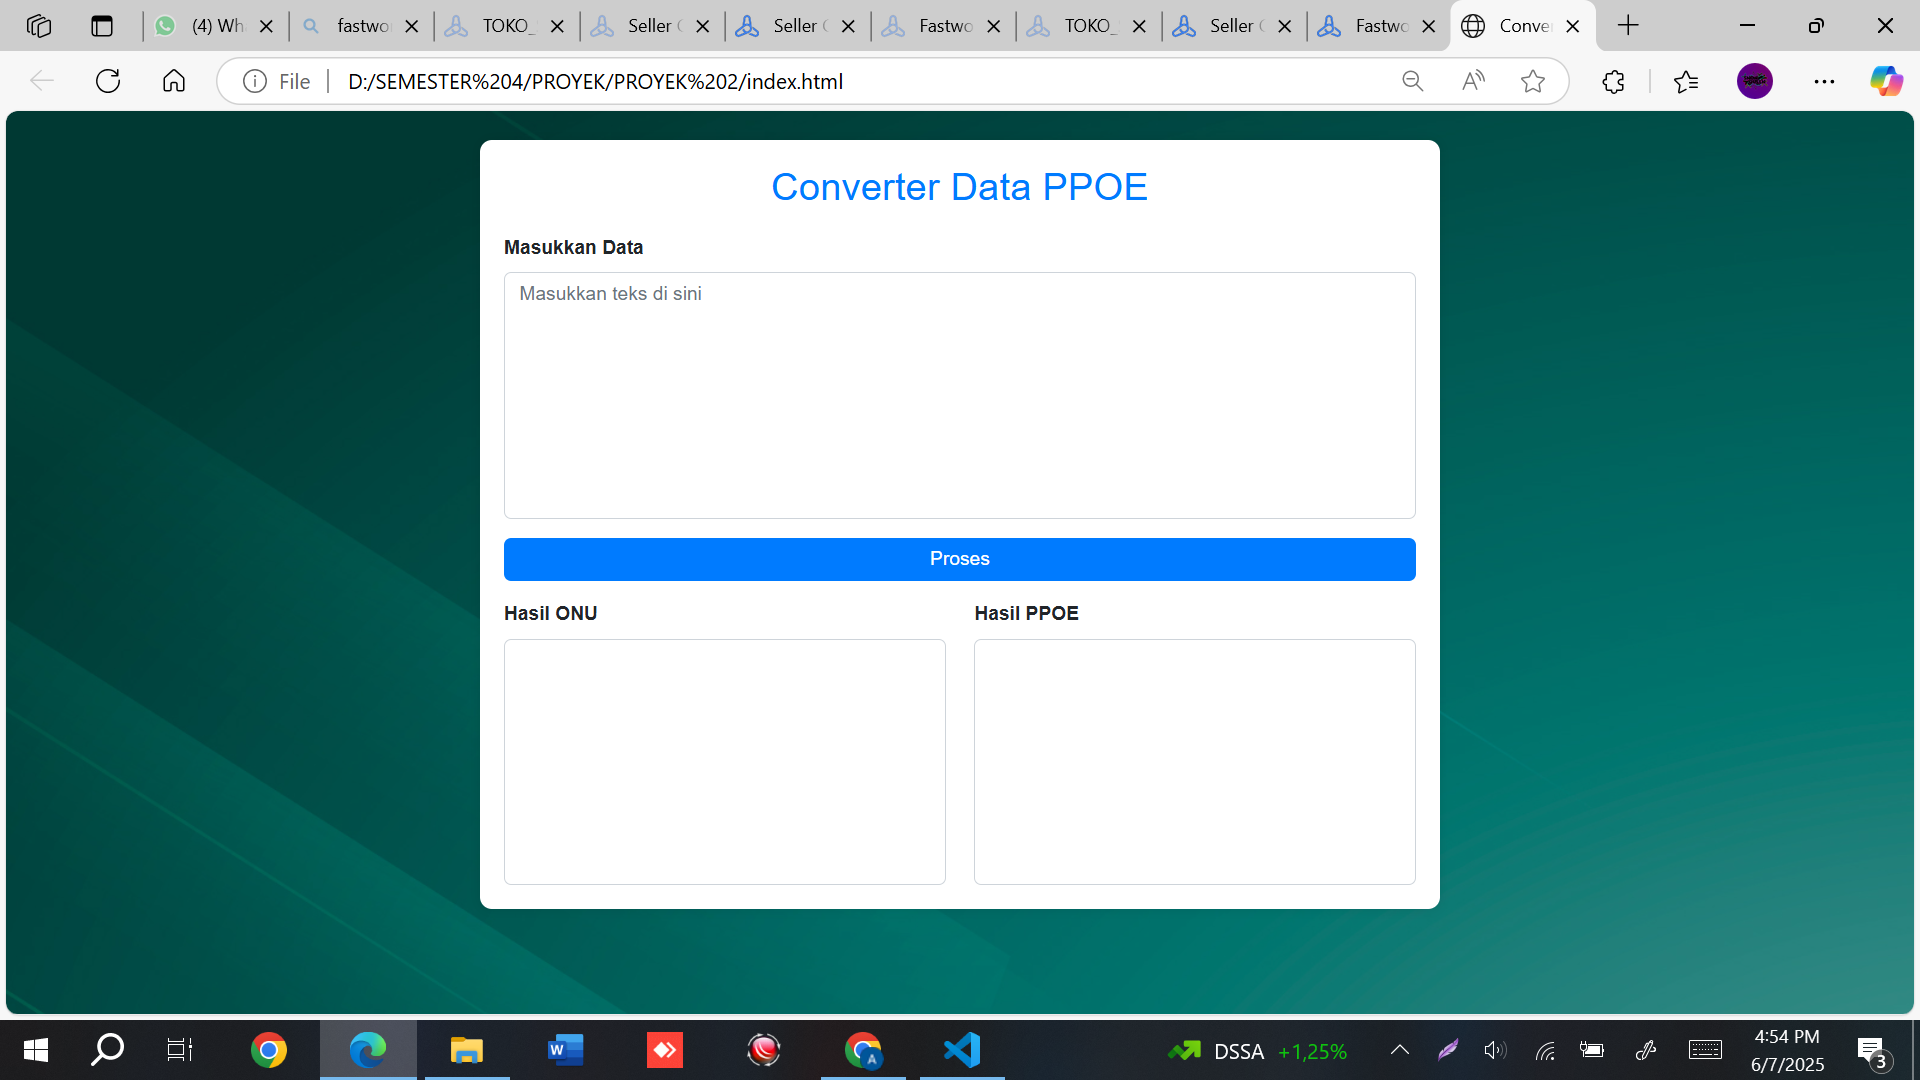 (4) Wh
fastwo
TOKO_
Seller
Seller
Fastwo
TOKO_
Seller
Fastwo
Conve
File
D:/SEMESTER%204/PROYEK/PROYEK%202/index.html
Converter Data PPOE
Masukkan Data
Masukkan teks di sini
Proses
Hasil ONU
Hasil PPOE
DSSA +1,25%
4:54 PM
6/7/2025
3